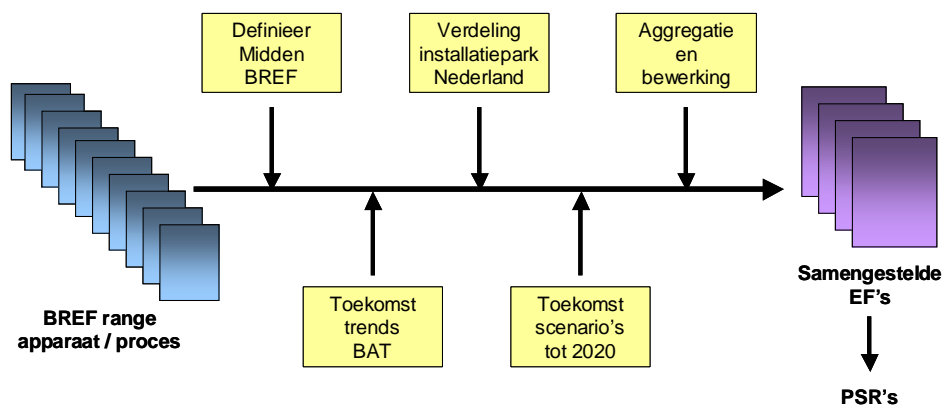 Definieer
Midden
BREF
Verdeling
installatiepark
Nederland
Aggregatie
en
bewerking
BREF range
apparaat / proces
Toekomst
trends
BAT
Toekomst
scenario's
tot 2020
Samengestelde
EF's
PSR's